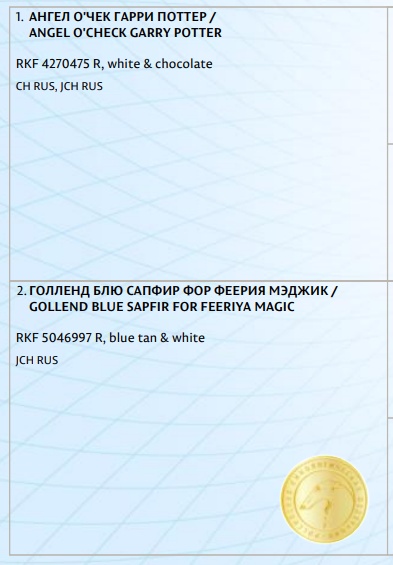 1. АНГЕЛ О'ЧЕК ГАРРИ ПОТТЕР /
ANGEL O'CHECK GARRY POTTER
RKF 4270475 R, white & chocolate
CH RUS, JCH RUS
2. ГОЛЛЕНД БЛЮ САПФИР ФОР ФЕЕРИЯ МЭДЖИК /
GOLLEND BLUE SAPFIR FOR FEERIYA MAGIC
RKF 5046997 R, blue tan & white
JCH RUS